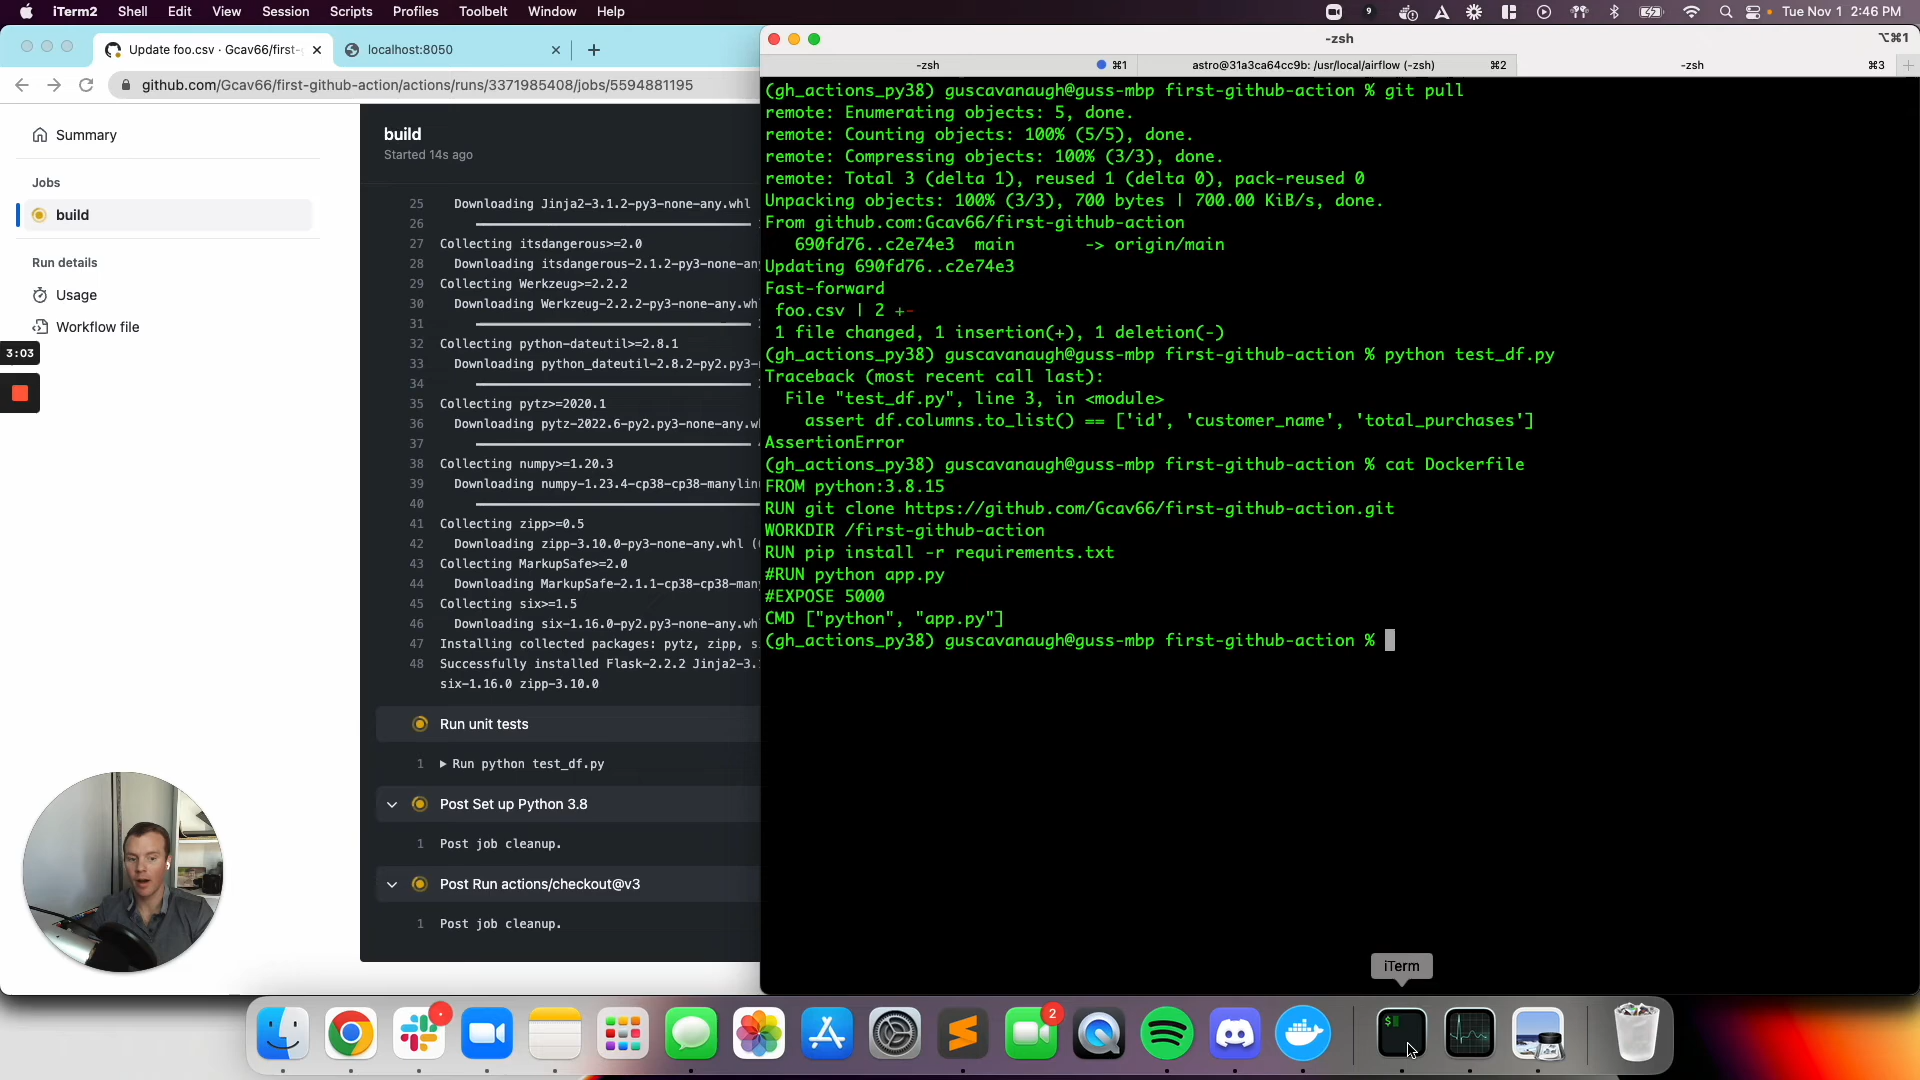 iTerm2 Shell Edit View Session Scripts Profiles Toolbelt Window Help
9
Tue Nov 1 2:46 PM
Update foo.csv · Gcav66/first-
localhost:8050
github.com/Gcav66/first-github-action/actions/runs/3371985408/jobs/5594881195
Summary
Jobs
build
Run details
Usage
Workflow file
3:03
build
Started 14s ago
25 Downloading Jinja2-3.1.2-py3-none-any.whl
26
27 Collecting itsdangerous>=2.0
28 Downloading itsdangerous-2.1.2-py3-none-any
29 Collecting Werkzeug>=2.2.2
30 Downloading Werkzeug-2.2.2-py3-none-any.wh
31
32 Collecting python-dateutil>=2.8.1
33 Downloading python_dateutil-2.8.2-py2.py3-
34
35 Collecting pytz>=2020.1
36 Downloading pytz-2022.6-py2.py3-none-any.w
37
38 Collecting numpy>=1.20.3
39 Downloading numpy-1.23.4-cp38-cp38-manylin
40
41 Collecting zipp>=0.5
42 Downloading zipp-3.10.0-py3-none-any.whl (
43 Collecting MarkupSafe>=2.0
44 Downloading MarkupSafe-2.1.1-cp38-cp38-man
45 Collecting six>=1.5
46 Downloading six-1.16.0-py2.py3-none-any.wh
47 Installing collected packages: pytz, zipp, s
48 Successfully installed Flask-2.2.2 Jinja2-3.
six-1.16.0 zipp-3.10.0
Run unit tests
1 Run python test_df.py
Post Set up Python 3.8
1 Post job cleanup.
Post Run actions/checkout@v3
1 Post job cleanup.
-zsh
⌥⌘1
-zsh ⌘1
astro@31a3ca64cc9b: /usr/local/airflow (-zsh) ⌘2
-zsh ⌘3
(gh_actions_py38) guscavanaugh@guss-mbp first-github-action % git pull
remote: Enumerating objects: 5, done.
remote: Counting objects: 100% (5/5), done.
remote: Compressing objects: 100% (3/3), done.
remote: Total 3 (delta 1), reused 1 (delta 0), pack-reused 0
Unpacking objects: 100% (3/3), 700 bytes | 700.00 KiB/s, done.
From github.com:Gcav66/first-github-action
690fd76..c2e74e3 main -> origin/main
Updating 690fd76..c2e74e3
Fast-forward
foo.csv | 2 +-
1 file changed, 1 insertion(+), 1 deletion(-)
(gh_actions_py38) guscavanaugh@guss-mbp first-github-action % python test_df.py
Traceback (most recent call last):
File "test_df.py", line 3, in <module>
assert df.columns.to_list() == ['id', 'customer_name', 'total_purchases']
AssertionError
(gh_actions_py38) guscavanaugh@guss-mbp first-github-action % cat Dockerfile
FROM python:3.8.15
RUN git clone https://github.com/Gcav66/first-github-action.git
WORKDIR /first-github-action
RUN pip install -r requirements.txt
#RUN python app.py
#EXPOSE 5000
CMD ["python", "app.py"]
(gh_actions_py38) guscavanaugh@guss-mbp first-github-action %
iTerm
2